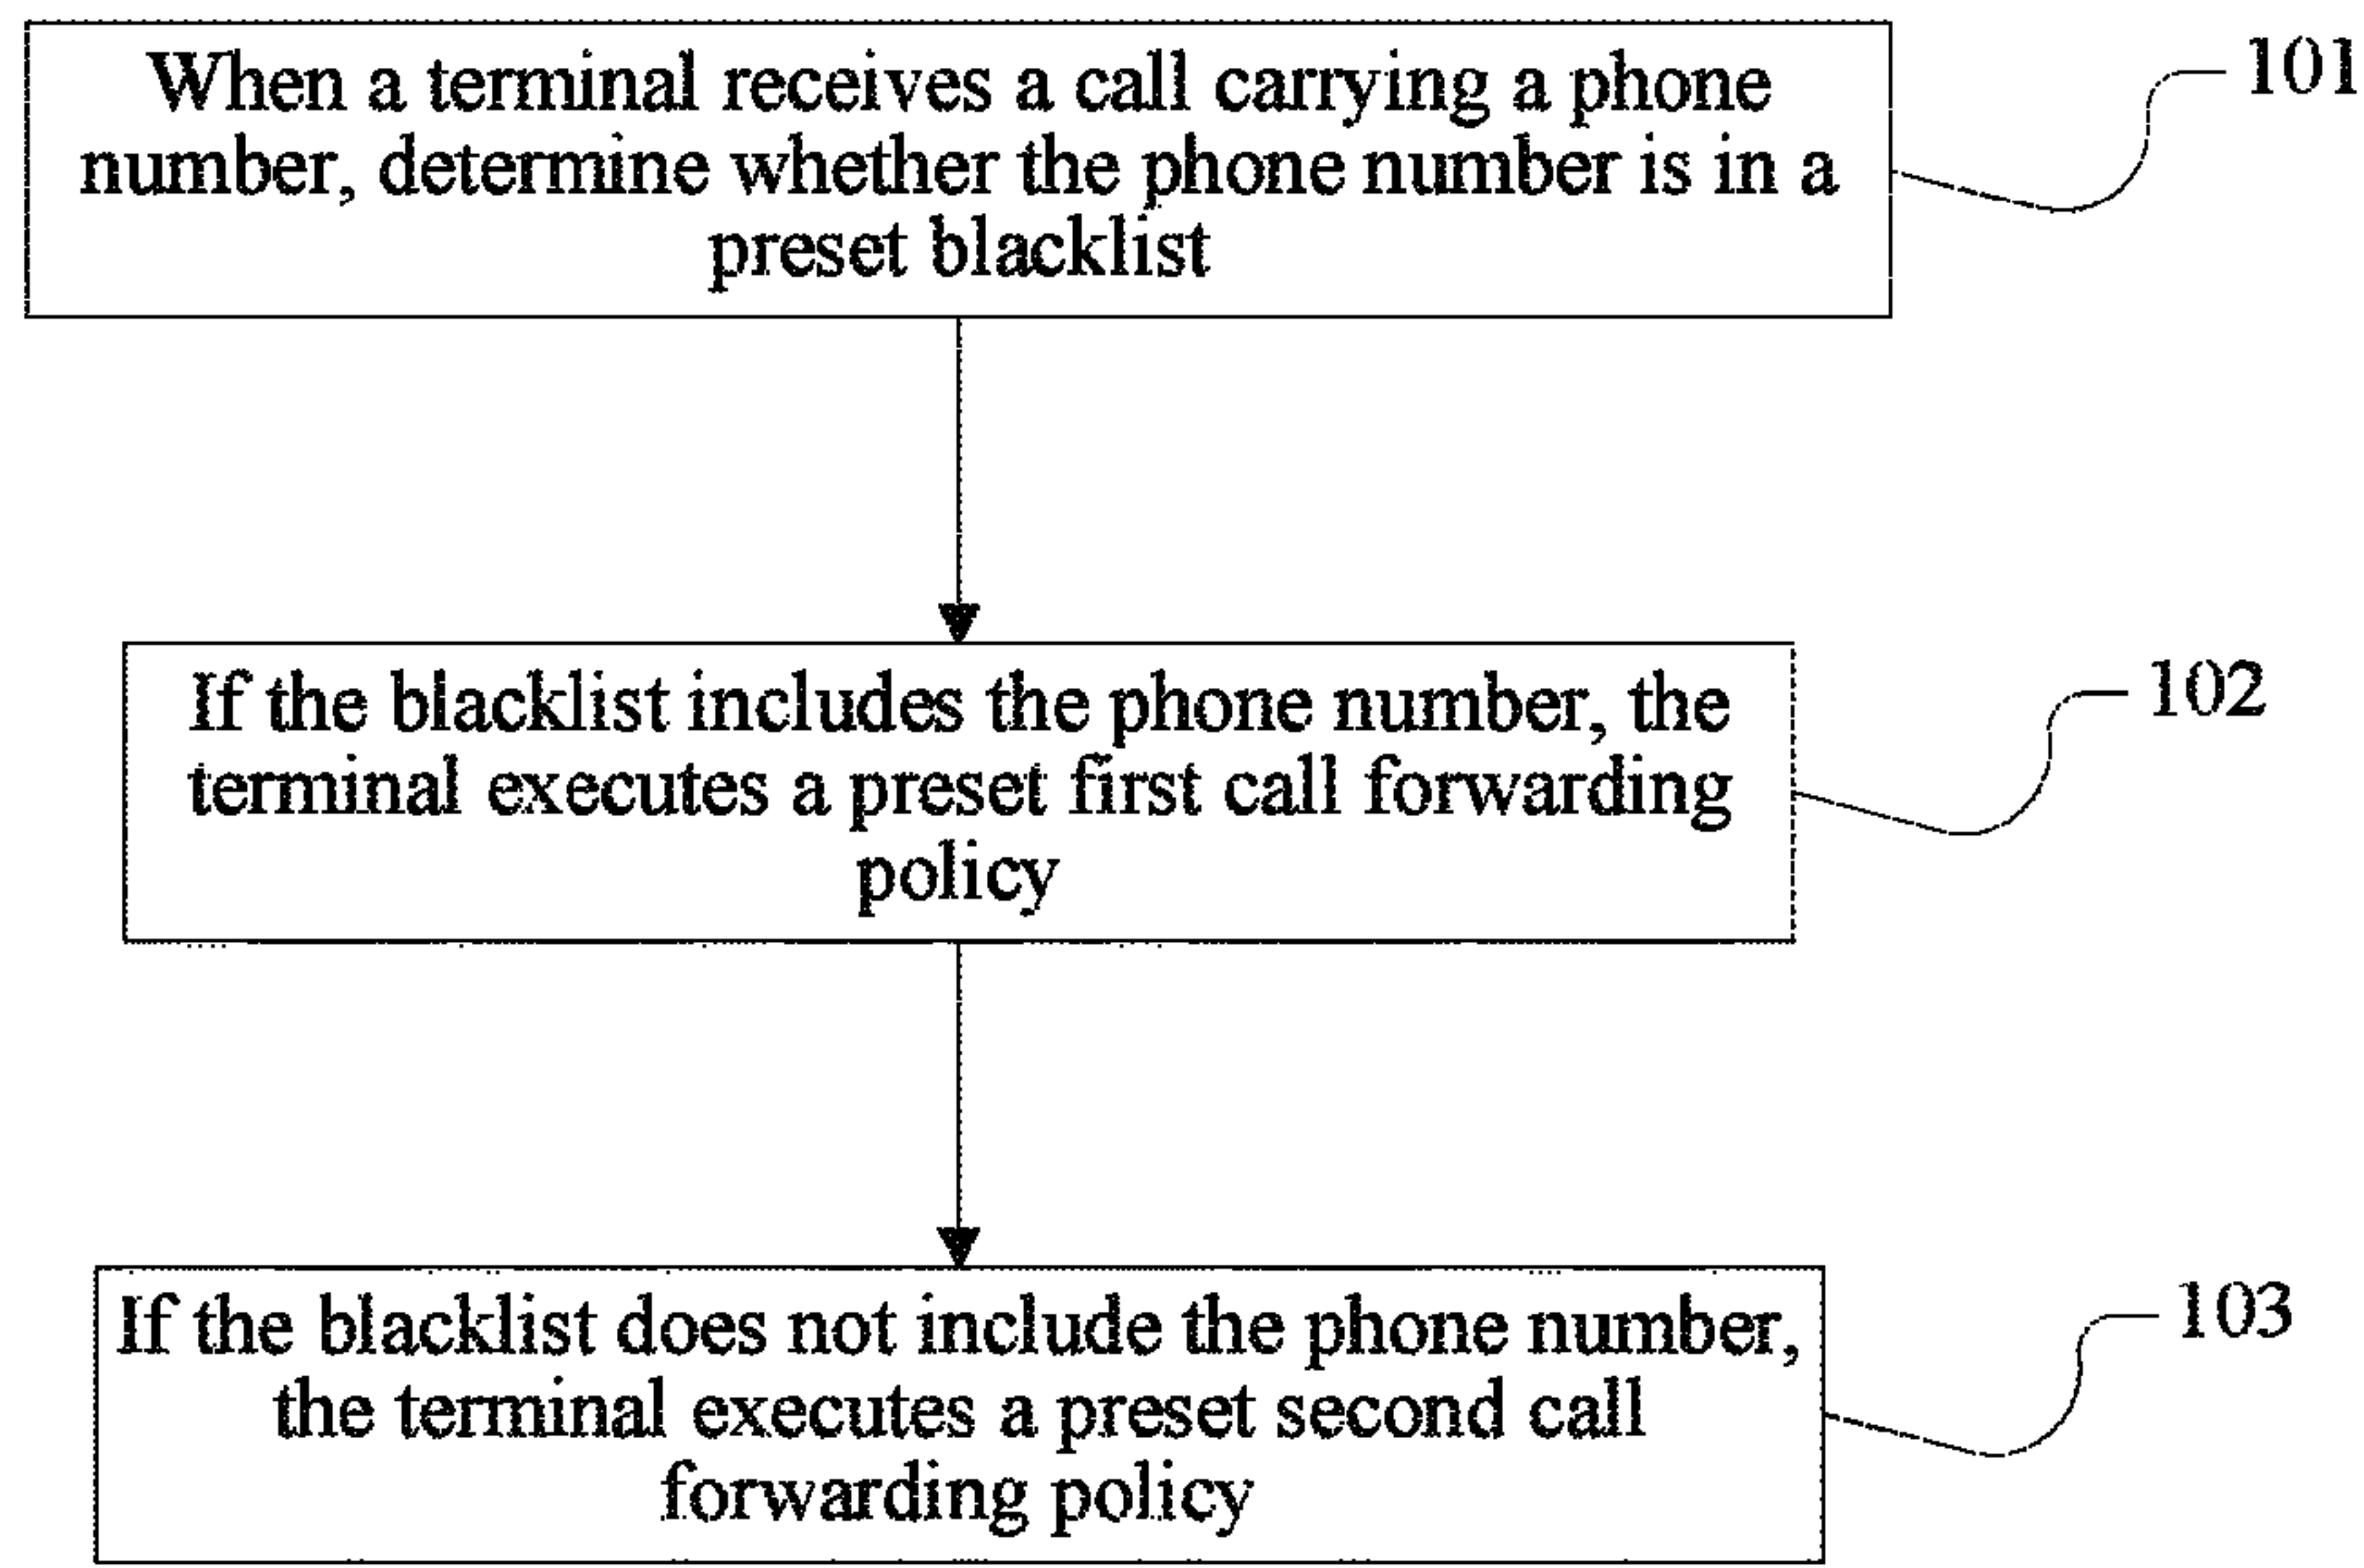 When a terminal receives a call carrying a phone
number, determine whether the phone number is in a
preset blacklist
101
If the blacklist includes the phone number, the
terminal executes a preset first call forwarding
policy
102
If the blacklist does not include the phone number,
the terminal executes a preset second call
forwarding policy
103